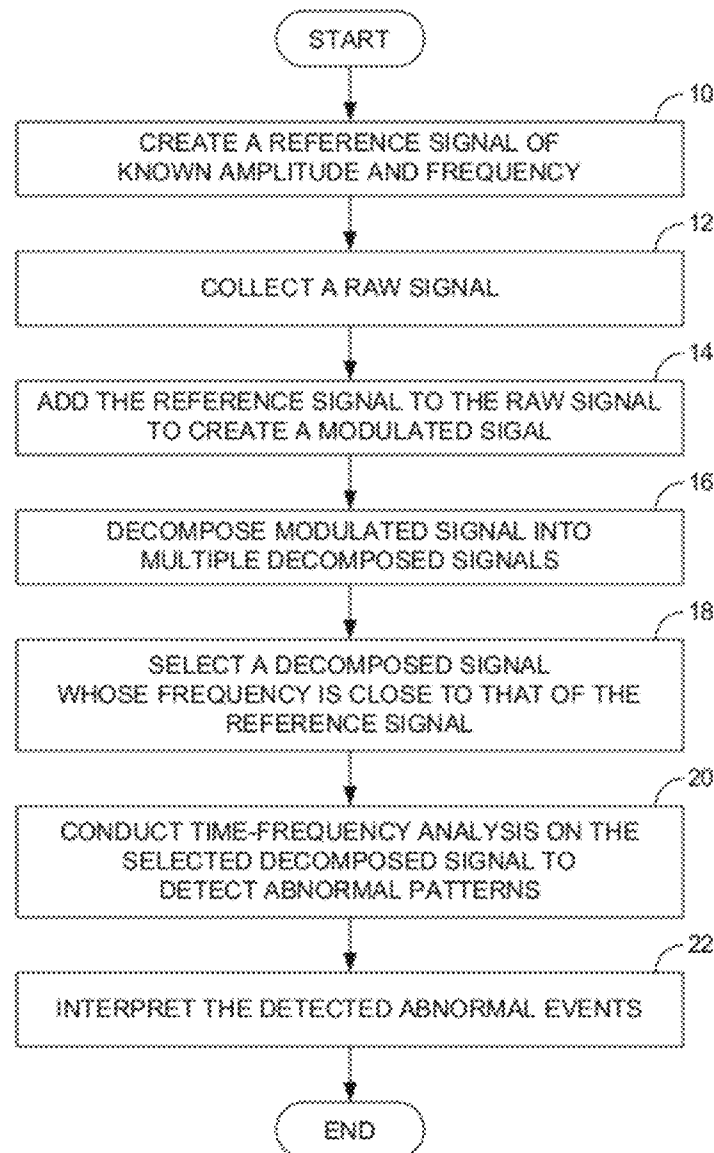 START
10
CREATE A REFERENCE SIGNAL OF
KNOWN AMPLITUDE AND FREQUENCY
12
COLLECT A RAW SIGNAL
14
ADD THE REFERENCE SIGNAL TO THE RAW SIGNAL
TO CREATE A MODULATED SIGAL
16
DECOMPOSE MODULATED SIGNAL INTO
MULTIPLE DECOMPOSED SIGNALS
18
SELECT A DECOMPOSED SIGNAL
WHOSE FREQUENCY IS CLOSE TO THAT OF THE
REFERENCE SIGNAL
20
CONDUCT TIME-FREQUENCY ANALYSIS ON THE
SELECTED DECOMPOSED SIGNAL TO
DETECT ABNORMAL PATTERNS
22
INTERPRET THE DETECTED ABNORMAL EVENTS
END